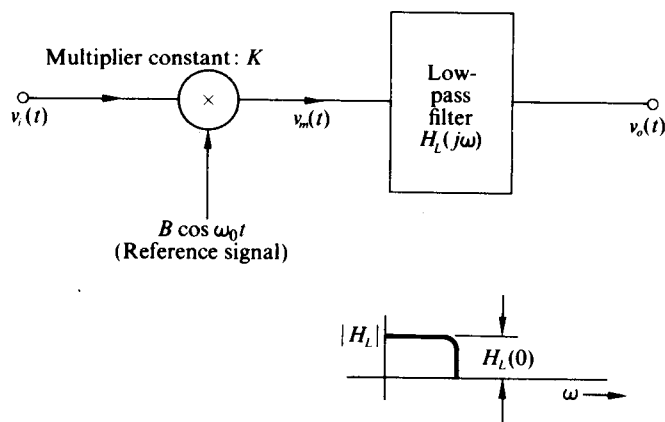 Multiplier constant: K
×
v_i(t)
v_m(t)
Low-
pass
filter
H_L(jω)
v_o(t)
B cos ω_0t
(Reference signal)
|H_L|
H_L(0)
ω